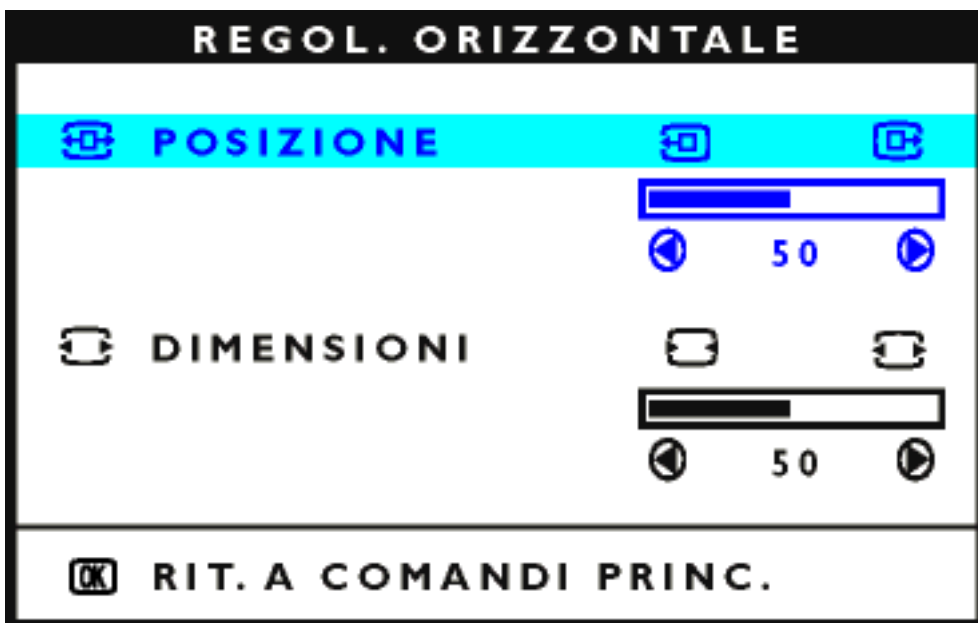 REGOL. ORIZZONTALE
POSIZIONE
50
DIMENSIONI
50
OK RIT. A COMANDI PRINC.